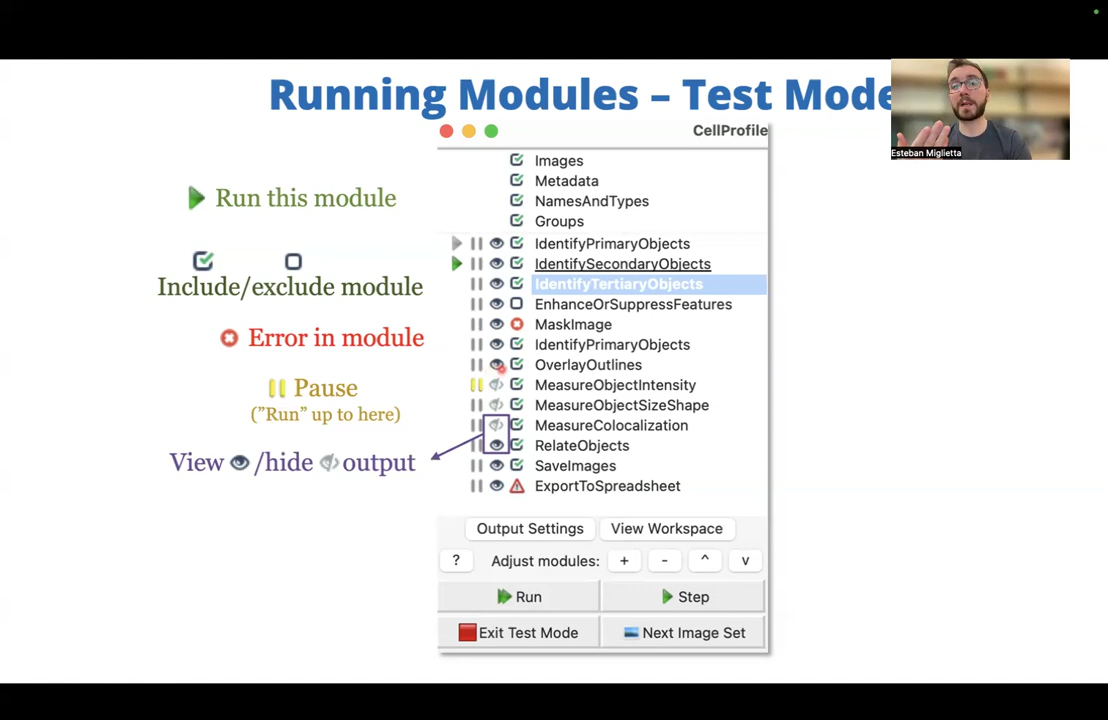 Running Modules – Test Mode
Esteban Miglietta
CellProfile
Run this module
Include/exclude module
Error in module
Pause
("Run" up to here)
View /hide output
Images
Metadata
NamesAndTypes
Groups
IdentifyPrimaryObjects
IdentifySecondaryObjects
IdentifyTertiaryObjects
EnhanceOrSuppressFeatures
MaskImage
IdentifyPrimaryObjects
OverlayOutlines
MeasureObjectIntensity
MeasureObjectSizeShape
MeasureColocalization
RelateObjects
SaveImages
ExportToSpreadsheet
Output Settings View Workspace
? Adjust modules: + - ^ v
Run Step
Exit Test Mode Next Image Set